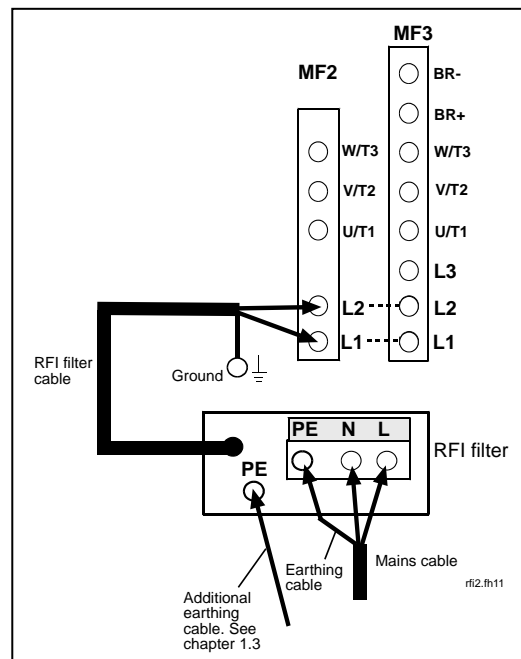 MF3
MF2
BR-
BR+
W/T3
W/T3
V/T2
V/T2
U/T1
U/T1
L3
L2
L2
L1
L1
RFI filter
cable
Ground
PE N L
RFI filter
PE
Earthing
cable
Mains cable
rfi2.fh11
Additional
earthing
cable. See
chapter 1.3